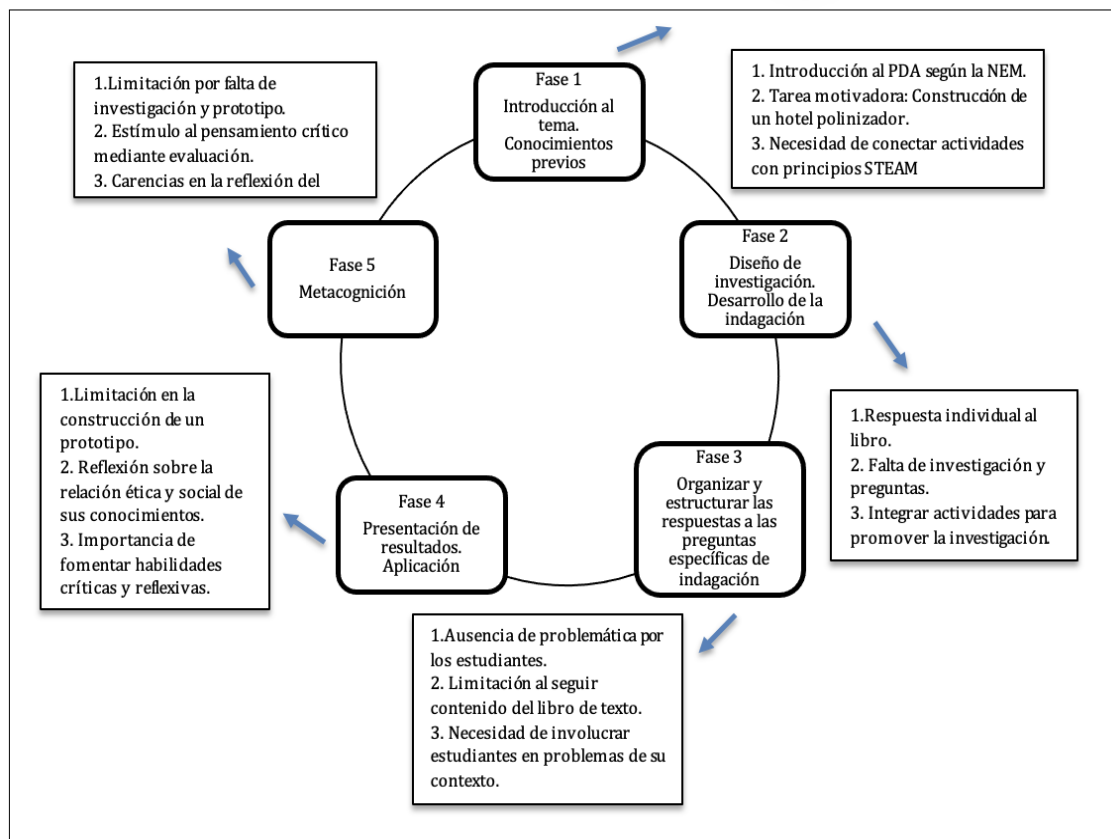 Fase 1
Introducción al
tema.
Conocimientos
previos
1. Introducción al PDA según la NEM.
2. Tarea motivadora: Construcción de
un hotel polinizador.
3. Necesidad de conectar actividades
con principios STEAM
Fase 2
Diseño de
investigación.
Desarrollo de la
indagación
1.Respuesta individual al
libro.
2. Falta de investigación y
preguntas.
3. Integrar actividades para
promover la investigación.
Fase 3
Organizar y
estructurar las
respuestas a las
preguntas
específicas de
indagación
1.Ausencia de problemática por
los estudiantes.
2. Limitación al seguir
contenido del libro de texto.
3. Necesidad de involucrar
estudiantes en problemas de su
contexto.
Fase 4
Presentación de
resultados.
Aplicación
1.Limitación en la
construcción de un
prototipo.
2. Reflexión sobre la
relación ética y social de
sus conocimientos.
3. Importancia de
fomentar habilidades
críticas y reflexivas.
Fase 5
Metacognición
1.Limitación por falta de
investigación y prototipo.
2. Estímulo al pensamiento crítico
mediante evaluación.
3. Carencias en la reflexión del